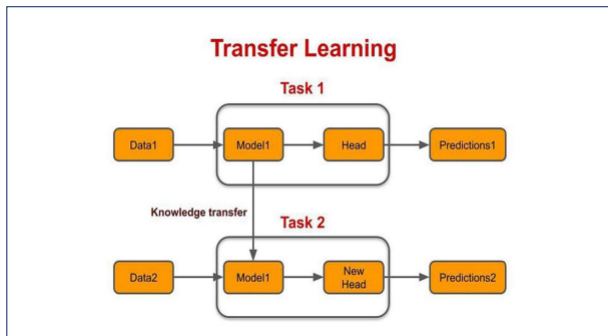 Transfer Learning
Task 1
Data1
Model1
Head
Predictions1
Knowledge transfer
Task 2
Data2
Model1
New
Head
Predictions2